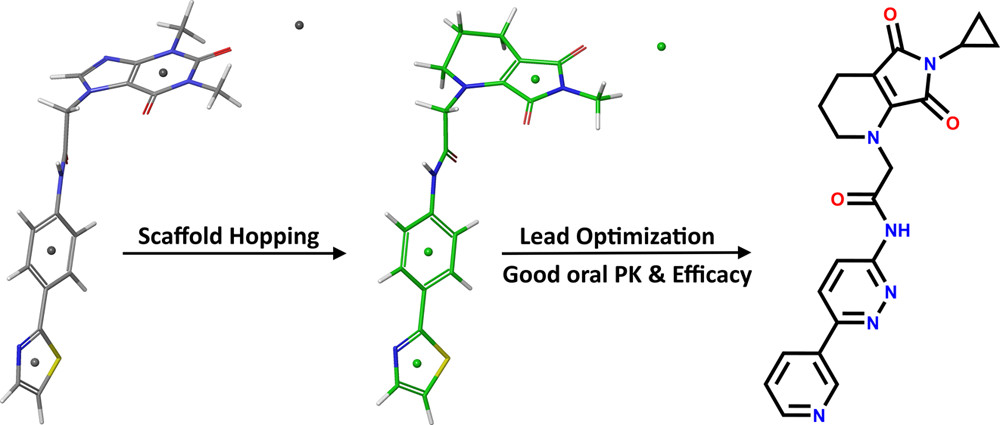 Scaffold Hopping
Lead Optimization
Good oral PK & Efficacy
O
N
O
N
O
NH
N
N
N